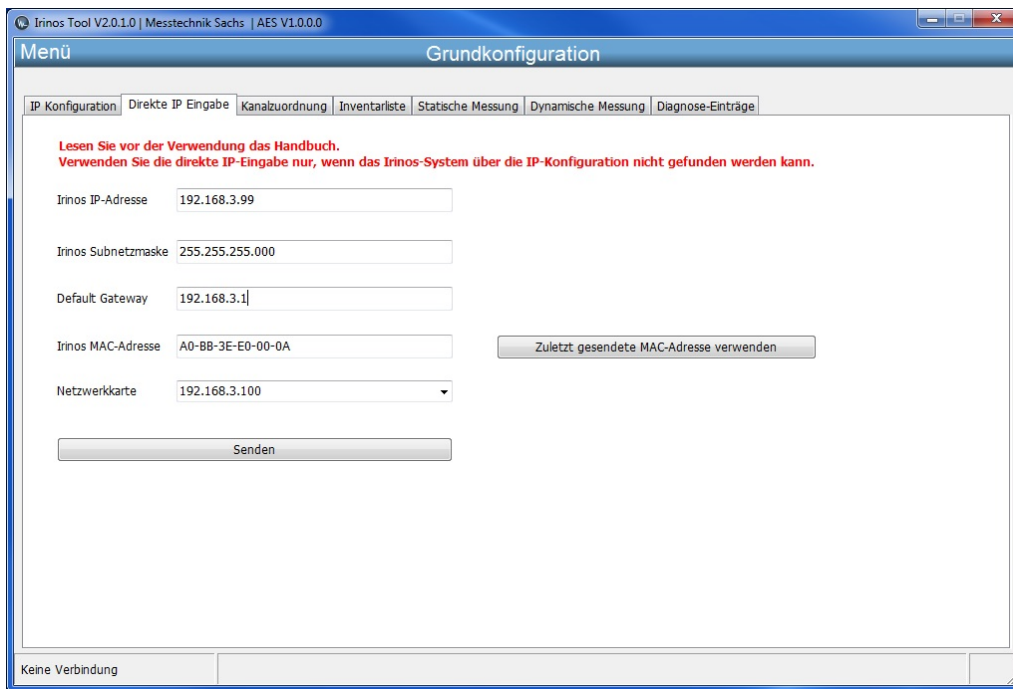 Irinos Tool V2.0.1.0 | Messtechnik Sachs | AES V1.0.0.0
Menü Grundkonfiguration
IP Konfiguration Direkte IP Eingabe Kanalzuordnung Inventarliste Statische Messung Dynamische Messung Diagnose-Einträge
Lesen Sie vor der Verwendung das Handbuch.
Verwenden Sie die direkte IP-Eingabe nur, wenn das Irinos-System über die IP-Konfiguration nicht gefunden werden kann.
Irinos IP-Adresse 192.168.3.99
Irinos Subnetzmaske 255.255.255.000
Default Gateway 192.168.3.1
Irinos MAC-Adresse A0-BB-3E-E0-00-0A Zuletzt gesendete MAC-Adresse verwenden
Netzwerkkarte 192.168.3.100
Senden
Keine Verbindung